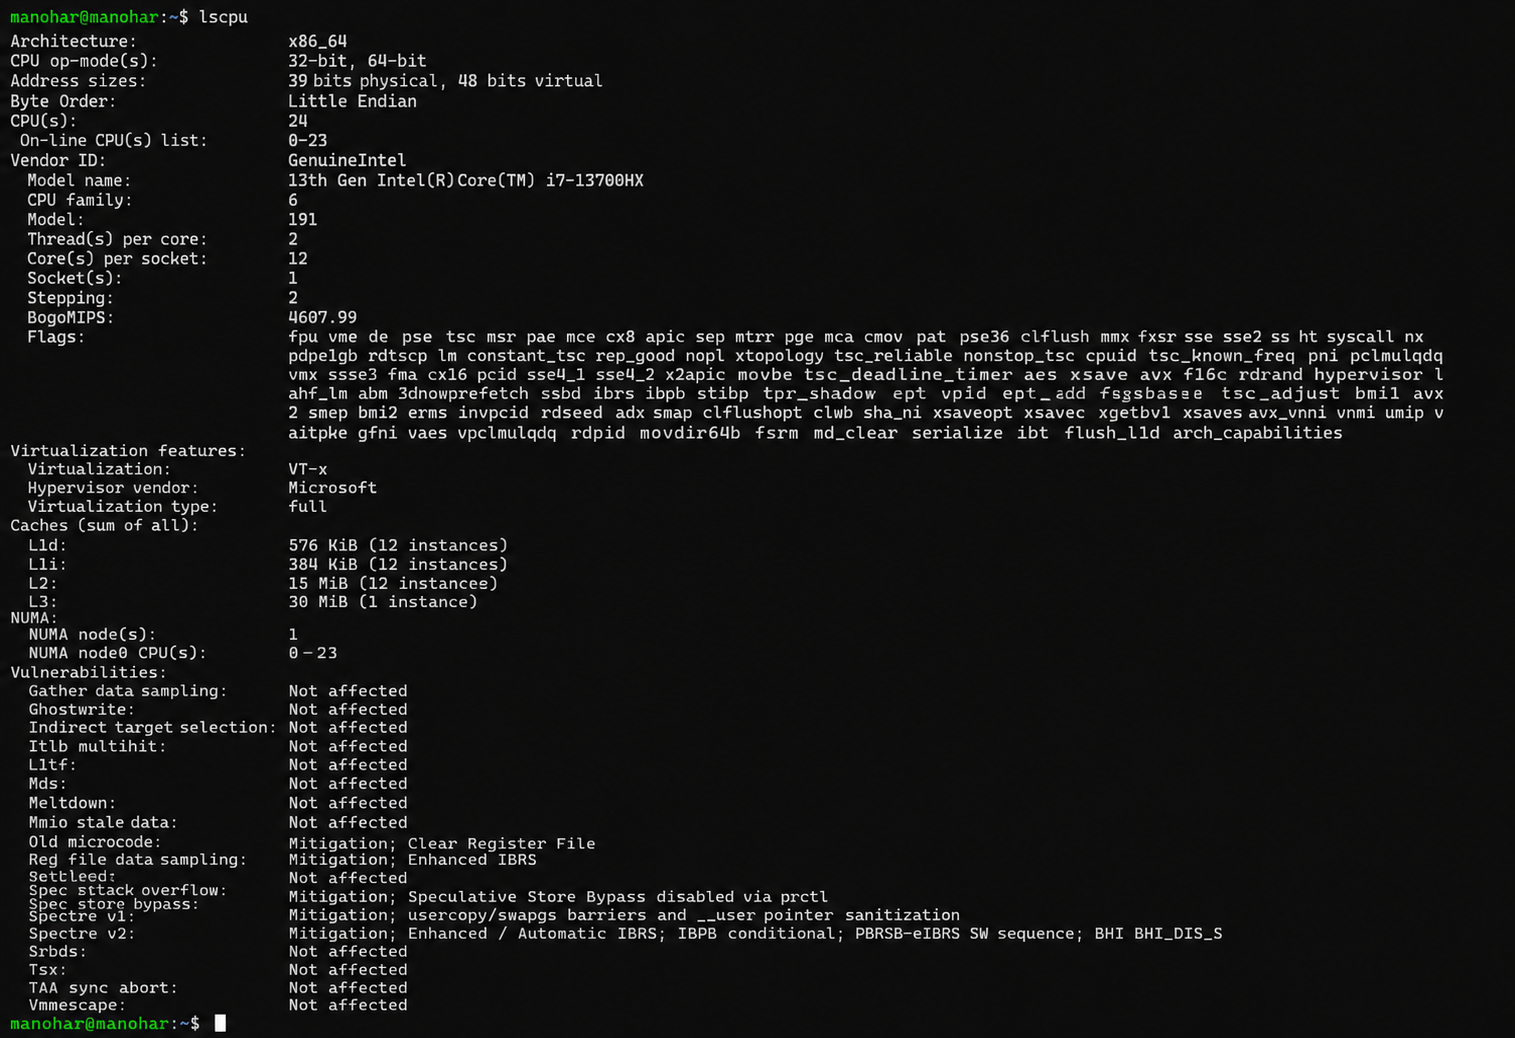 manohar@manohar:~$ lscpu
Architecture: x86_64
CPU op-mode(s): 32-bit, 64-bit
Address sizes: 39 bits physical, 48 bits virtual
Byte Order: Little Endian
CPU(s): 24
On-line CPU(s) list: 0-23
Vendor ID: GenuineIntel
Model name: 13th Gen Intel(R)Core(TM) i7-13700HX
CPU family: 6
Model: 191
Thread(s) per core: 2
Core(s) per socket: 12
Socket(s): 1
Stepping: 2
BogoMIPS: 4607.99
Flags: fpu vme de pse tsc msr pae mce cx8 apic sep mtrr pge mca cmov pat pse36 clflush mmx fxsr sse sse2 ss ht syscall nx
pdpe1gb rdtscp lm constant_tsc rep_good nopl xtopology tsc_reliable nonstop_tsc cpuid tsc_known_freq pni pclmulqdq
vmx ssse3 fma cx16 pcid sse4_1 sse4_2 x2apic movbe tsc_deadline_timer aes xsave avx f16c rdrand hypervisor l
ahf_lm abm 3dnowprefetch ssbd ibrs ibpb stibp tpr_shadow ept vpid ept_add fsgsbase tsc_adjust bmi1 avx
2 smep bmi2 erms invpcid rdseed adx smap clflushopt clwb sha_ni xsaveopt xsavec xgetbv1 xsaves avx_vnni vnmi umip v
aitpke gfni vaes vpclmulqdq rdpid movdir64b fsrm md_clear serialize ibt flush_l1d arch_capabilities
Virtualization features:
Virtualization: VT-x
Hypervisor vendor: Microsoft
Virtualization type: full
Caches (sum of all):
L1d: 576 KiB (12 instances)
L1i: 384 KiB (12 instances)
L2: 15 MiB (12 instances)
L3: 30 MiB (1 instance)
NUMA:
NUMA node(s): 1
NUMA node0 CPU(s): 0-23
Vulnerabilities:
Gather data sampling: Not affected
Ghostwrite: Not affected
Indirect target selection: Not affected
Itlb multihit: Not affected
L1tf: Not affected
Mds: Not affected
Meltdown: Not affected
Mmio stale data: Not affected
Old microcode: Mitigation; Clear Register File
Reg file data sampling: Mitigation; Enhanced IBRS
Settleed: Not affected
Spec sttack overflow:
Spec store bypass: Mitigation; Speculative Store Bypass disabled via prctl
Spectre v1: Mitigation; usercopy/swapgs barriers and __user pointer sanitization
Spectre v2: Mitigation; Enhanced / Automatic IBRS; IBPB conditional; PBRSB-eIBRS SW sequence; BHI BHI_DIS_S
Srbds: Not affected
Tsx: Not affected
TAA sync abort: Not affected
Vmmescape: Not affected
manohar@manohar:~$